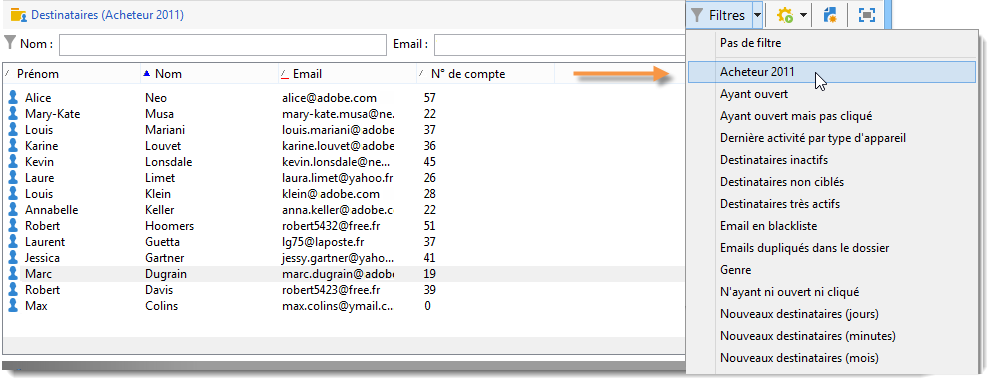 Destinataires (Acheteur 2011)
Filtres
Nom :
Email :
Prénom Nom Email N° de compte
Alice Neo alice@adobe.com 57
Mary-Kate Musa mary-kate.musa@ne... 22
Louis Mariani louis.mariani@adobe 37
Karine Louvet karine.louvet@adobe 36
Kevin Lonsdale kevin.lonsdale@ne... 45
Laure Limet laura.limet@yahoo.fr 26
Louis Klein klein@adobe.com 28
Annabelle Keller anna.keller@adobe.c 22
Robert Hoomers robert5432@free.fr 51
Laurent Guetta lg75@laposte.fr 37
Jessica Gartner jessy.gartner@yaho... 41
Marc Dugrain marc.dugrain@adobe 19
Robert Davis robert5423@free.fr 39
Max Colins max.colins@ymail.c... 0
Pas de filtre
Acheteur 2011
Ayant ouvert
Ayant ouvert mais pas cliqué
Dernière activité par type d'appareil
Destinataires inactifs
Destinataires non ciblés
Destinataires très actifs
Email en blackliste
Emails dupliqués dans le dossier
Genre
N'ayant ni ouvert ni cliqué
Nouveaux destinataires (jours)
Nouveaux destinataires (minutes)
Nouveaux destinataires (mois)